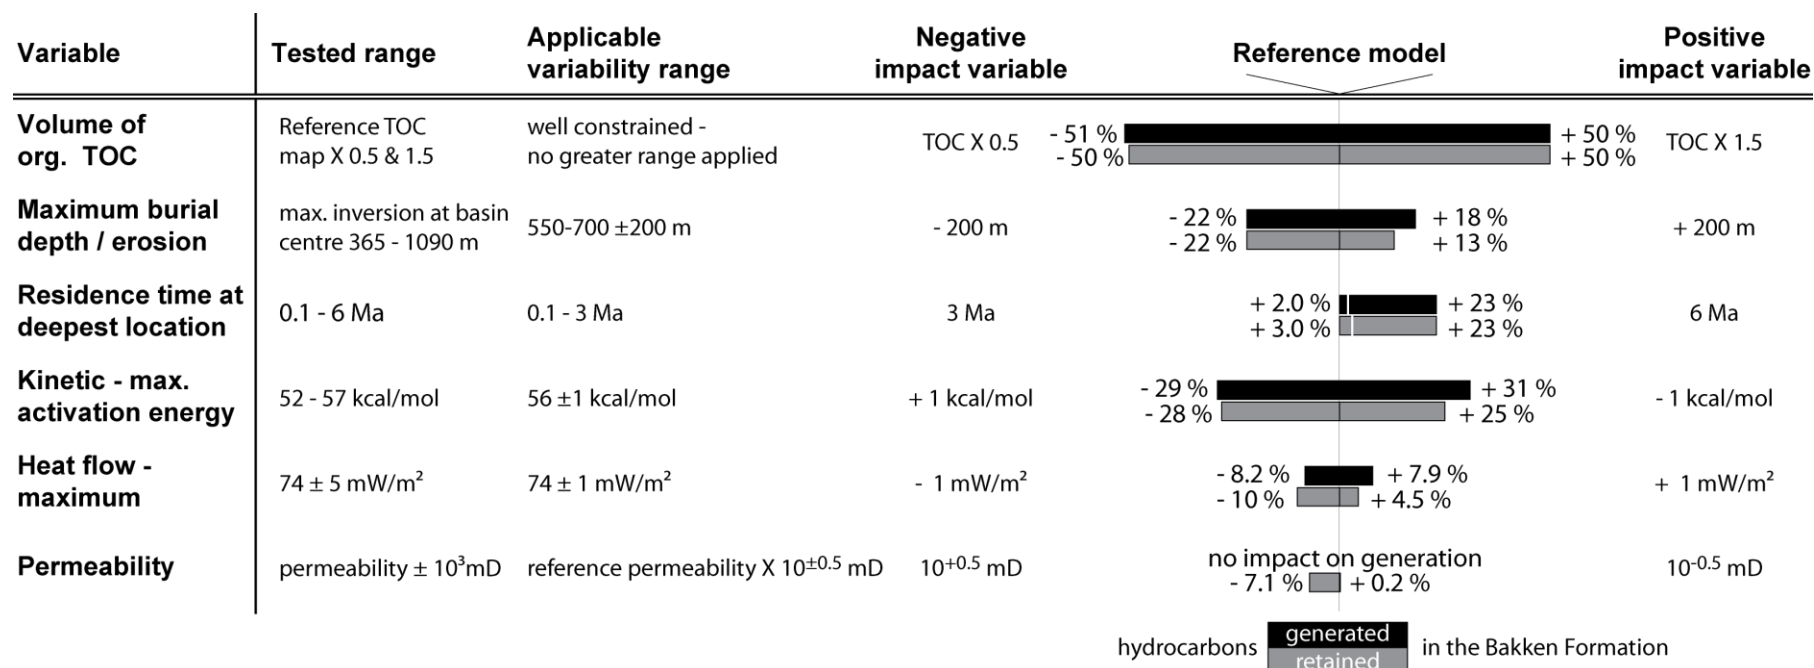 Variable
Tested range
Applicable
variability range
Negative
impact variable
Reference model
Positive
impact variable
Volume of
org. TOC
Reference TOC
map X 0.5 & 1.5
well constrained -
no greater range applied
TOC X 0.5
- 51 %
- 50 %
+ 50 %
+ 50 %
TOC X 1.5
Maximum burial
depth / erosion
max. inversion at basin
centre 365 - 1090 m
550-700 ±200 m
- 200 m
- 22 %
- 22 %
+ 18 %
+ 13 %
+ 200 m
Residence time at
deepest location
0.1 - 6 Ma
0.1 - 3 Ma
3 Ma
+ 2.0 %
+ 3.0 %
+ 23 %
+ 23 %
6 Ma
Kinetic - max.
activation energy
52 - 57 kcal/mol
56 ±1 kcal/mol
+ 1 kcal/mol
- 29 %
- 28 %
+ 31 %
+ 25 %
- 1 kcal/mol
Heat flow -
maximum
74 ± 5 mW/m²
74 ± 1 mW/m²
- 1 mW/m²
- 8.2 %
- 10 %
+ 7.9 %
+ 4.5 %
+ 1 mW/m²
Permeability
permeability ± 10³mD
reference permeability X 10±0.5 mD
10+0.5 mD
no impact on generation
- 7.1 %
+ 0.2 %
10-0.5 mD
hydrocarbons
generated
retained
in the Bakken Formation